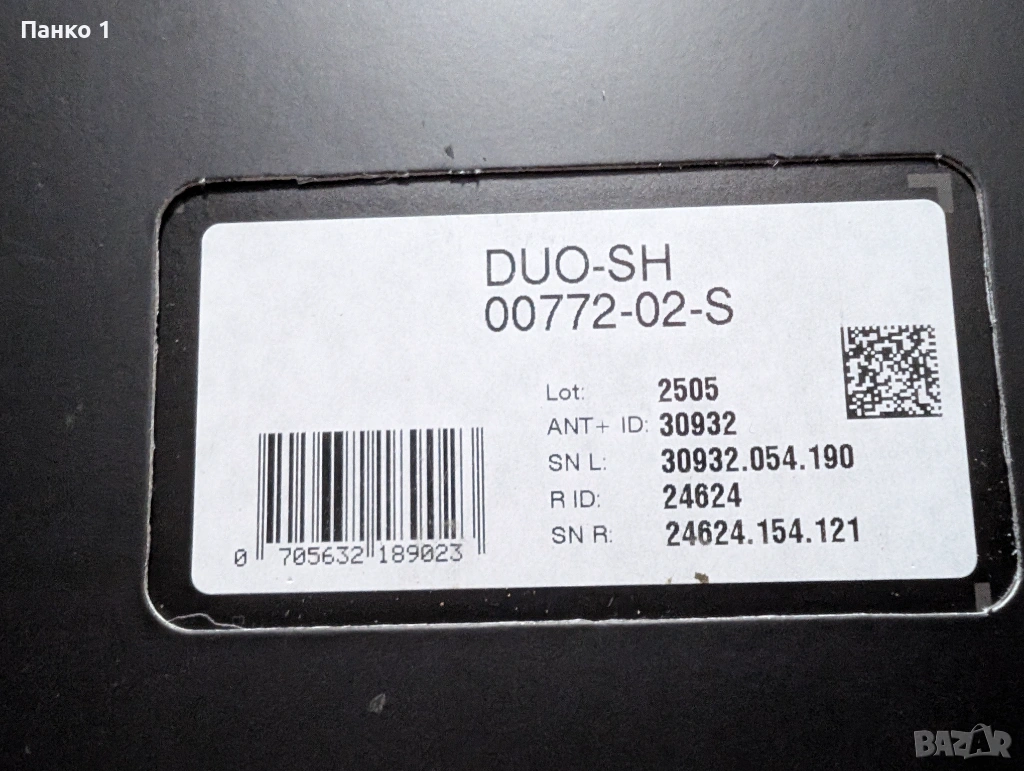 Панко 1
DUO-SH
00772-02-S
Lot: 2505
ANT+ ID: 30932
SN L: 30932.054.190
R ID: 24624
SN R: 24624.154.121
0 705632 189023
BAZAR